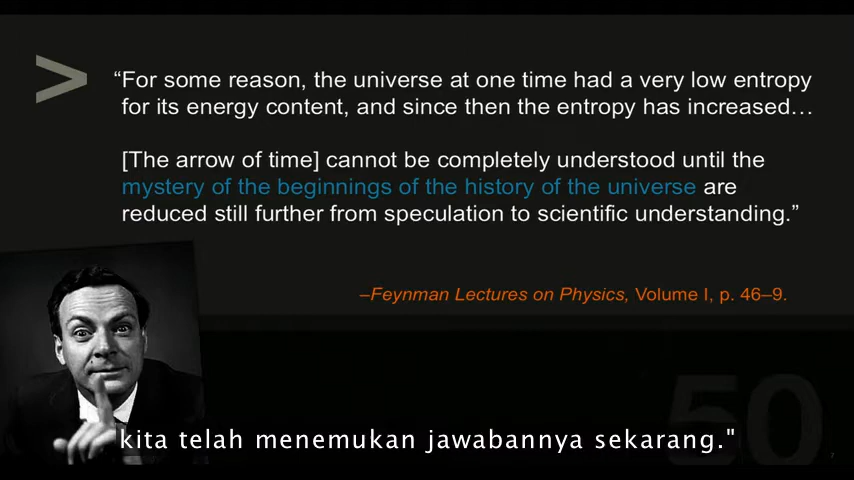 >
“For some reason, the universe at one time had a very low entropy
for its energy content, and since then the entropy has increased…
[The arrow of time] cannot be completely understood until the
mystery of the beginnings of the history of the universe are
reduced still further from speculation to scientific understanding.”
–Feynman Lectures on Physics, Volume I, p. 46–9.
50
kita telah menemukan jawabannya sekarang."
7